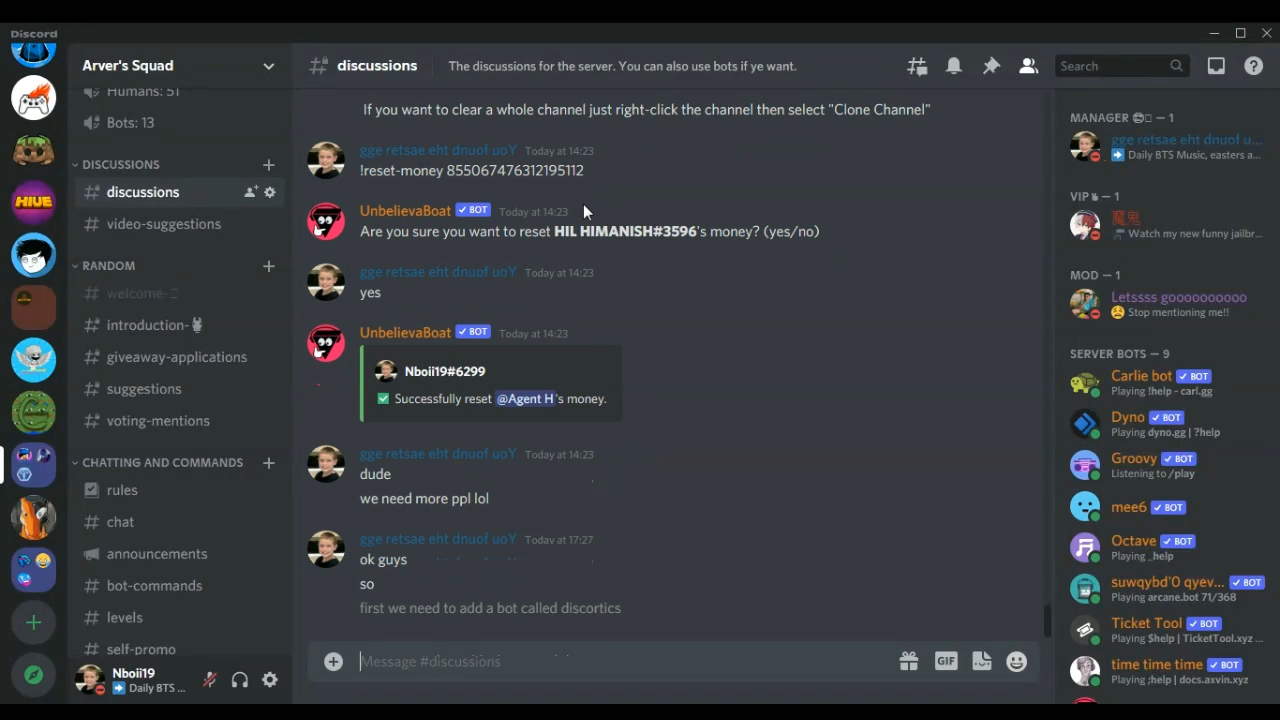 Discord
Arver's Squad
discussions
The discussions for the server. You can also use bots if ye want.
Search
Humans: 51
Bots: 13
DISCUSSIONS
discussions
video-suggestions
RANDOM
welcome-
introduction-
giveaway-applications
suggestions
voting-mentions
CHATTING AND COMMANDS
rules
chat
announcements
bot-commands
levels
self-promo
Nboii19
Daily BTS ...
HIVE
If you want to clear a whole channel just right-click the channel then select "Clone Channel"
gge retsae eht dnuof uoY Today at 14:23
!reset-money 855067476312195112
UnbelievaBoat ✓ BOT Today at 14:23
Are you sure you want to reset HIL HIMANISH#3596's money? (yes/no)
gge retsae eht dnuof uoY Today at 14:23
yes
UnbelievaBoat ✓ BOT Today at 14:23
Nboii19#6299
✅ Successfully reset @Agent H's money.
gge retsae eht dnuof uoY Today at 14:23
dude
we need more ppl lol
gge retsae eht dnuof uoY Today at 17:27
ok guys
so
first we need to add a bot called discortics
Message #discussions
GIF
MANAGER — 1
gge retsae eht dnuof u...
Daily BTS Music, easters a...
VIP — 1
魔鬼
Watch my new funny jailbr...
MOD — 1
Letssss goooooooooo
Stop mentioning me!!
SERVER BOTS — 9
Carlie bot ✓ BOT
Playing !help - carl.gg
Dyno ✓ BOT
Playing dyno.gg | ?help
Groovy ✓ BOT
Listening to /play
mee6 ✓ BOT
Octave ✓ BOT
Playing _help
suwqybd'0 qyev... ✓ BOT
Playing arcane.bot 71/368
Ticket Tool ✓ BOT
Playing $help | TicketTool.xyz ...
time time time ✓ BOT
Playing ;help | docs.axvin.xyz